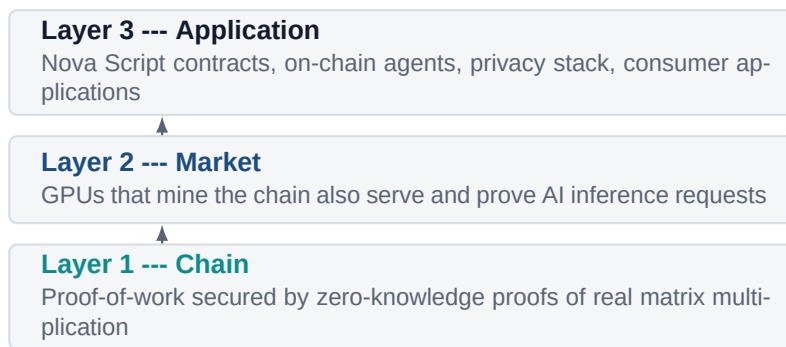 Layer 3 --- Application
Nova Script contracts, on-chain agents, privacy stack, consumer ap-
plications
Layer 2 --- Market
GPUs that mine the chain also serve and prove AI inference requests
Layer 1 --- Chain
Proof-of-work secured by zero-knowledge proofs of real matrix multi-
plication